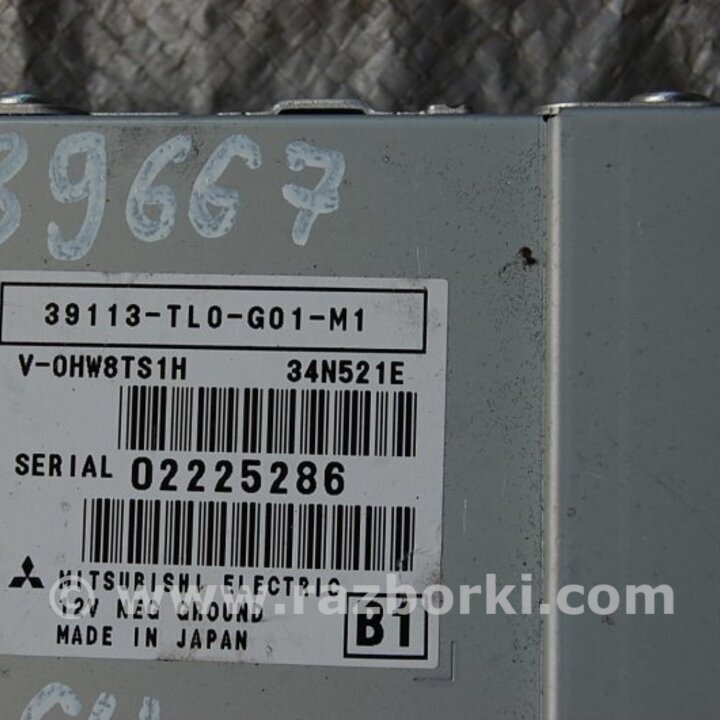 39667
39113-TL0-G01-M1
V-0HW8TS1H 34N521E
SERIAL 02225286
MITSUBISHI ELECTRIC
12V NEG GROUND
MADE IN JAPAN
B1
© www.razborki.com